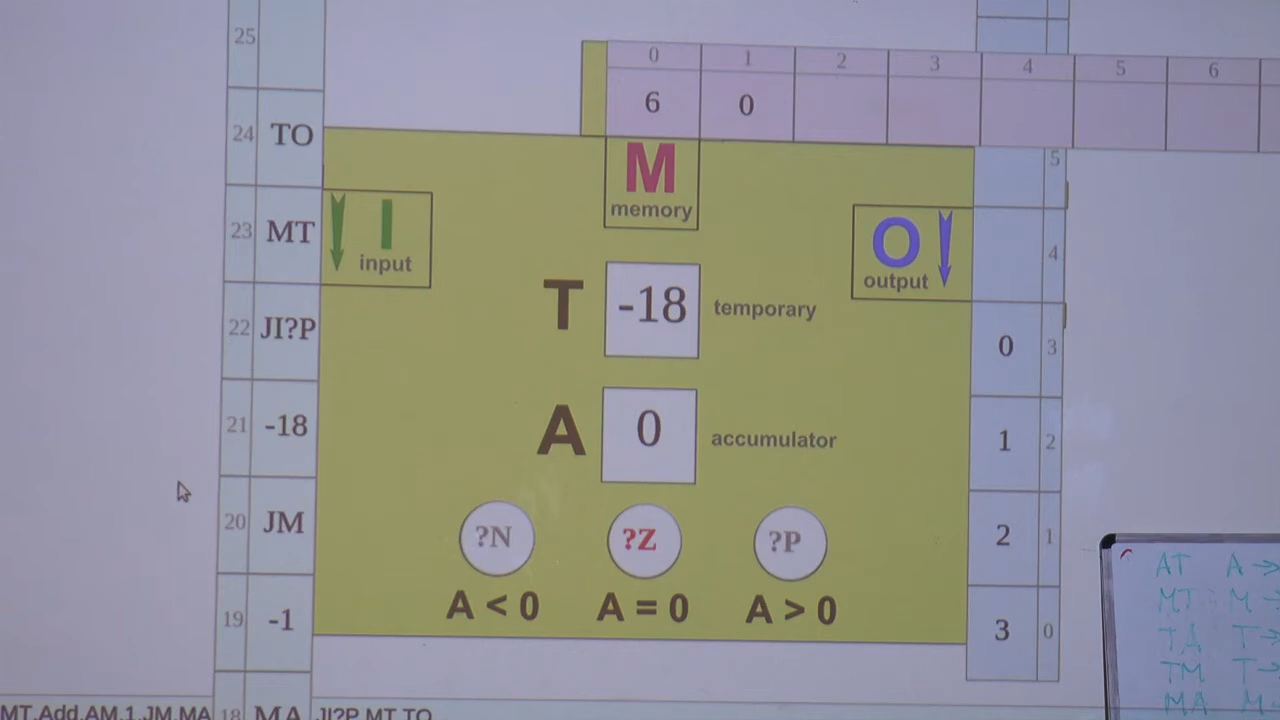 25
24 TO
23 MT
22 JI?P
21 -18
20 JM
19 -1
18 MA
0 1 2 3 4 5 6
6 0
M
memory
I
input
O
output
T -18 temporary
A 0 accumulator
?N ?Z ?P
A < 0 A = 0 A > 0
5
4
0 3
1 2
2 1
3 0
MT,Add,AM,1,JM,MA
JI?P,MT,TO
AT A →
MT M →
TA T →
TM T →
MA M